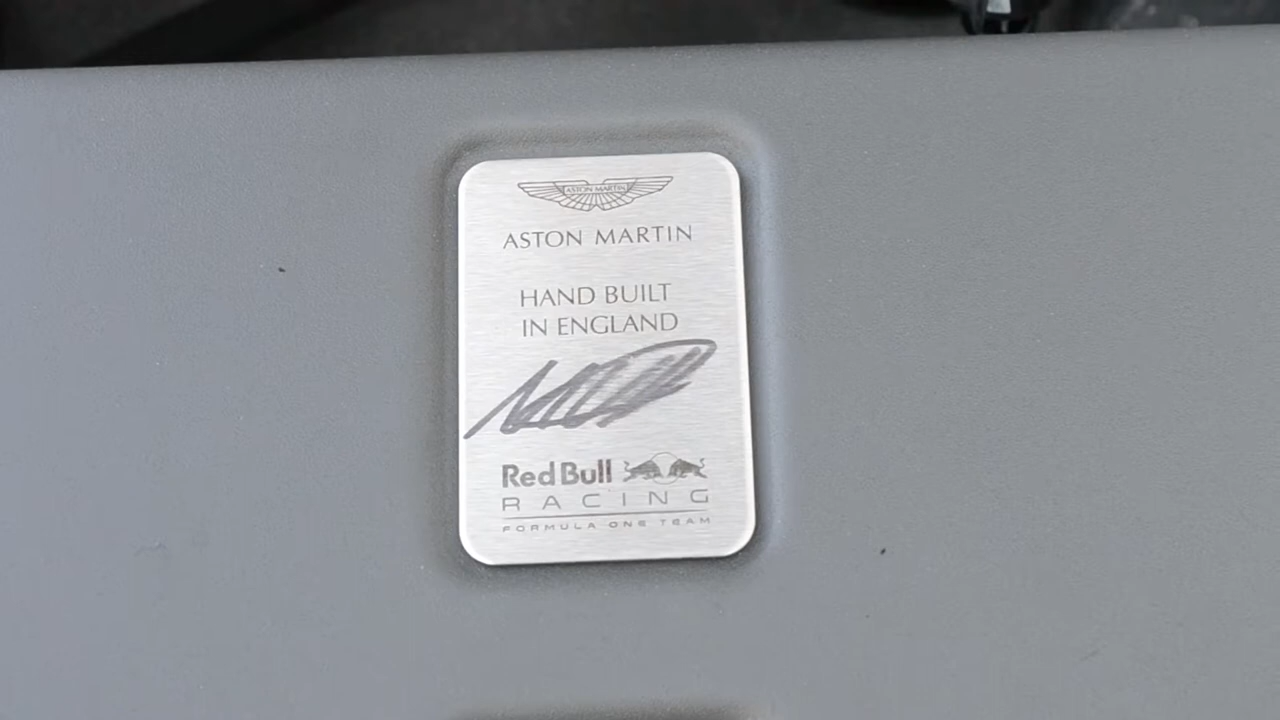 ASTON MARTIN
ASTON MARTIN
HAND BUILT
IN ENGLAND
Red Bull
RACING
FORMULA ONE TEAM